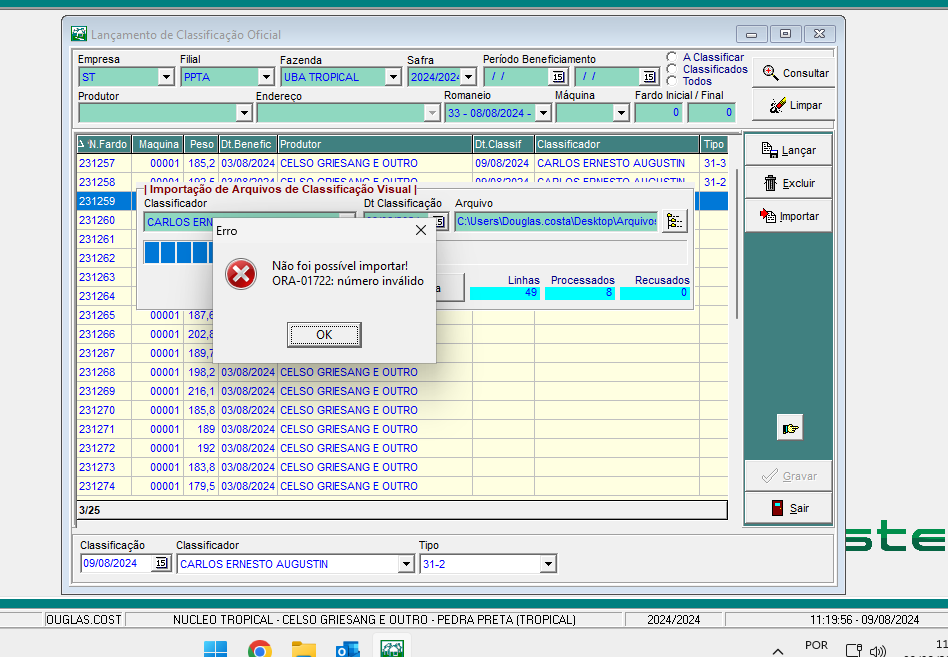 Lançamento de Classificação Oficial
Empresa Filial Fazenda Safra Período Beneficiamento A Classificar
ST PPTA UBA TROPICAL 2024/2024 / / 15 / / 15 Classificados Consultar
Todos
Produtor Endereço Romaneio Máquina Fardo Inicial / Final
33 - 08/08/2024 - 0 0 Limpar
N.Fardo Maquina Peso Dt.Benefic Produtor Dt.Classif Classificador Tipo
231257 00001 185,2 03/08/2024 CELSO GRIESANG E OUTRO 09/08/2024 CARLOS ERNESTO AUGUSTIN 31-3 Lançar
231258 00001 192,5 03/08/2024 CELSO GRIESANG E OUTRO 09/08/2024 CARLOS ERNESTO AUGUSTIN 31-2 Excluir
| Importação de Arquivos de Classificação Visual |
231259
Classificador Dt Classificação Arquivo
231260 CARLOS ERN 15 C:\Users\Douglas.costa\Desktop\Arquivos Importar
Erro
231261
231262
Não foi possível importar!
ORA-01722: número inválido
231263 a Linhas Processados Recusados
231264 49 8 0
231265 00001 187,6
231266 00001 202,8
OK
231267 00001 189,7
231268 00001 198,2 03/08/2024 CELSO GRIESANG E OUTRO
231269 00001 216,1 03/08/2024 CELSO GRIESANG E OUTRO
231270 00001 185,8 03/08/2024 CELSO GRIESANG E OUTRO
231271 00001 189 03/08/2024 CELSO GRIESANG E OUTRO
231272 00001 192 03/08/2024 CELSO GRIESANG E OUTRO
231273 00001 183,8 03/08/2024 CELSO GRIESANG E OUTRO Gravar
231274 00001 179,5 03/08/2024 CELSO GRIESANG E OUTRO
3/25 Sair
ste
Classificação Classificador Tipo
09/08/2024 15 CARLOS ERNESTO AUGUSTIN 31-2
OUGLAS.COST NUCLEO TROPICAL - CELSO GRIESANG E OUTRO - PEDRA PRETA (TROPICAL) 2024/2024 11:19:56 - 09/08/2024
POR 11